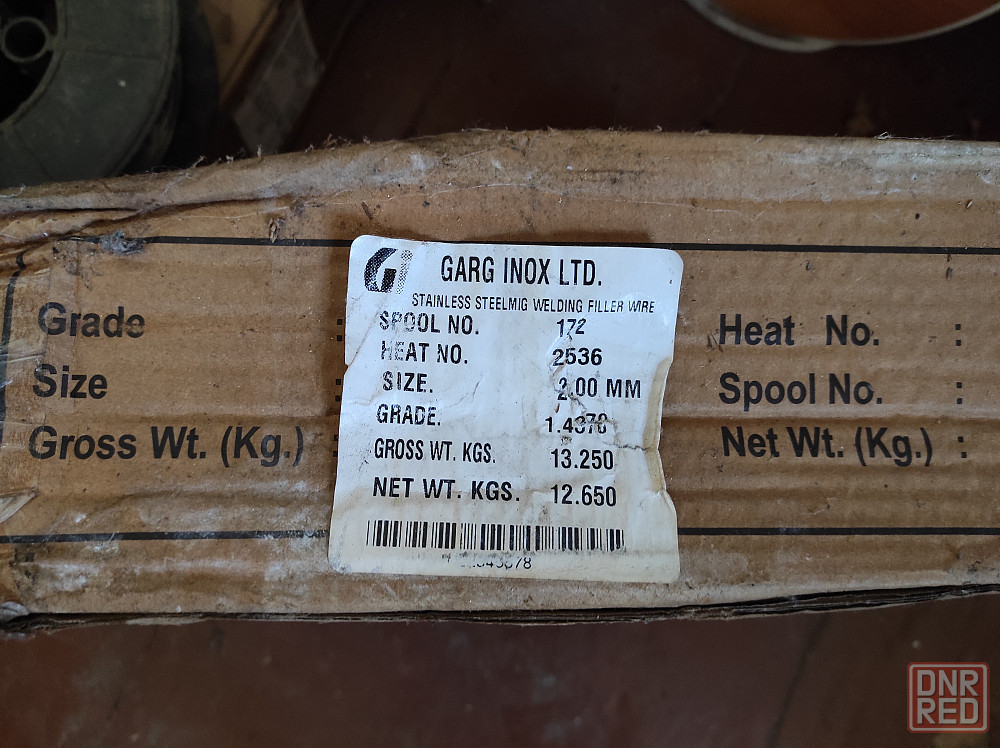 GI
GARG INOX LTD.
STAINLESS STEELMIG WELDING FILLER WIRE
SPOOL NO. 172
HEAT NO. 2536
SIZE. 2.00 MM
GRADE. 1.4370
GROSS WT. KGS. 13.250
NET WT. KGS. 12.650
Grade :
Size :
Gross Wt. (Kg.) :
Heat No. :
Spool No. :
Net Wt. (Kg.) :
DNR
RED